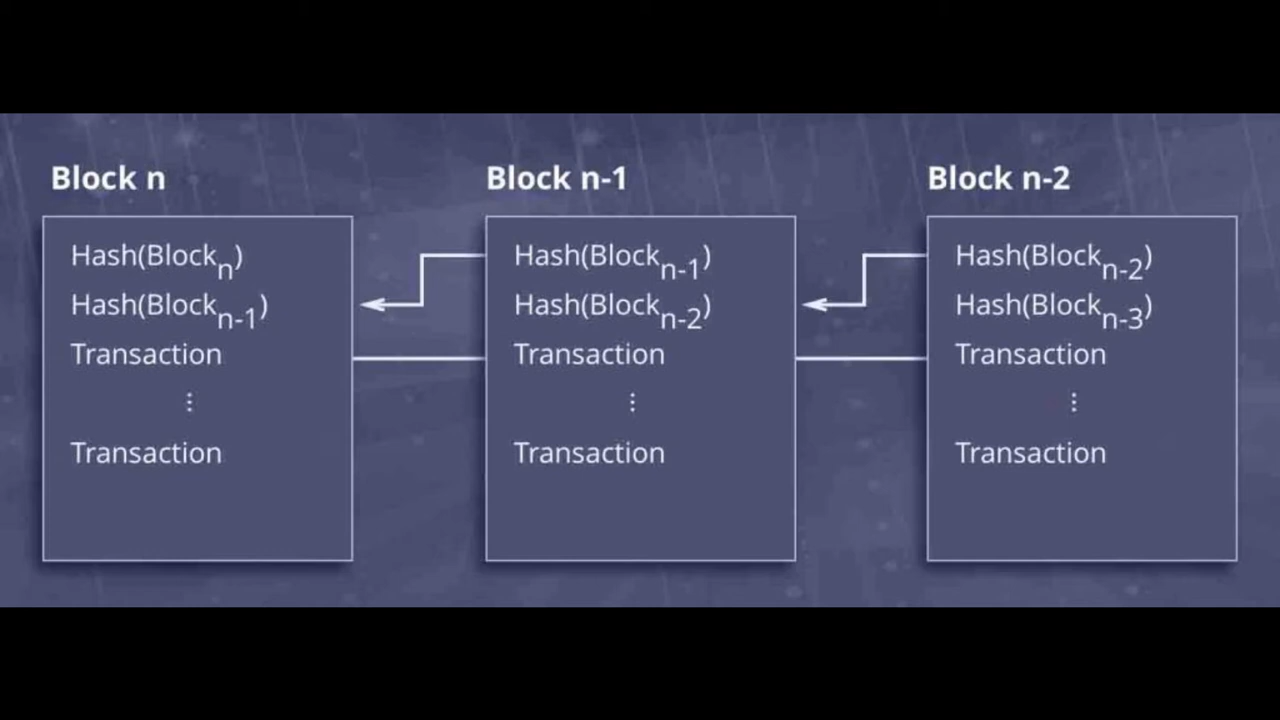 Block n
Hash(Blockn)
Hash(Blockn-1)
Transaction
⋮
Transaction
Block n-1
Hash(Blockn-1)
Hash(Blockn-2)
Transaction
⋮
Transaction
Block n-2
Hash(Blockn-2)
Hash(Blockn-3)
Transaction
⋮
Transaction